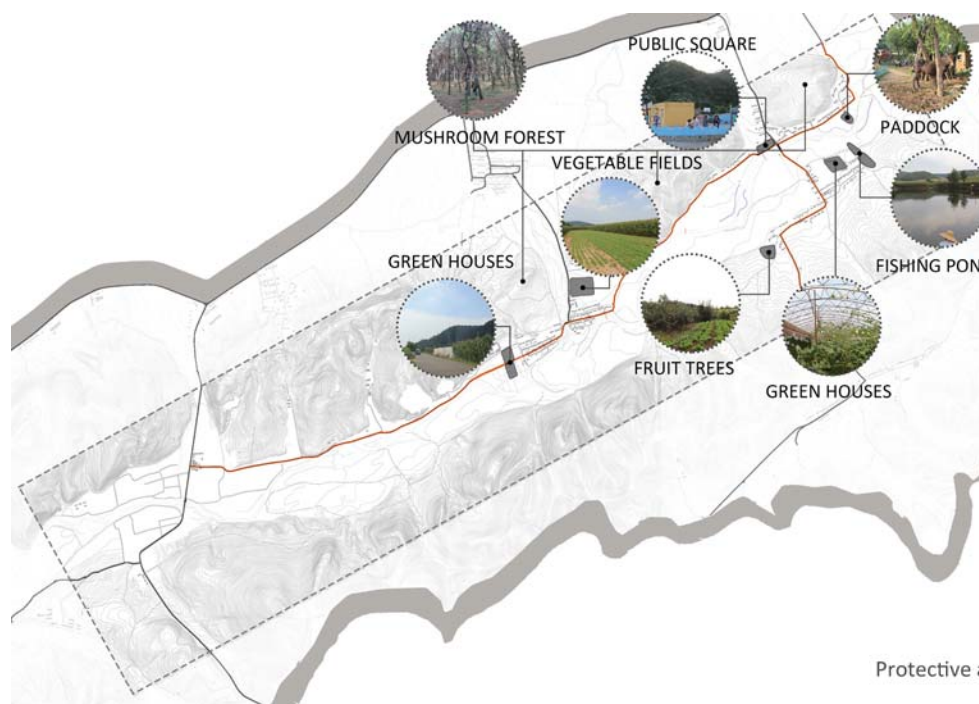 PUBLIC SQUARE
MUSHROOM FOREST
PADDOCK
VEGETABLE FIELDS
GREEN HOUSES
FISHING PON
FRUIT TREES
GREEN HOUSES
Protective a